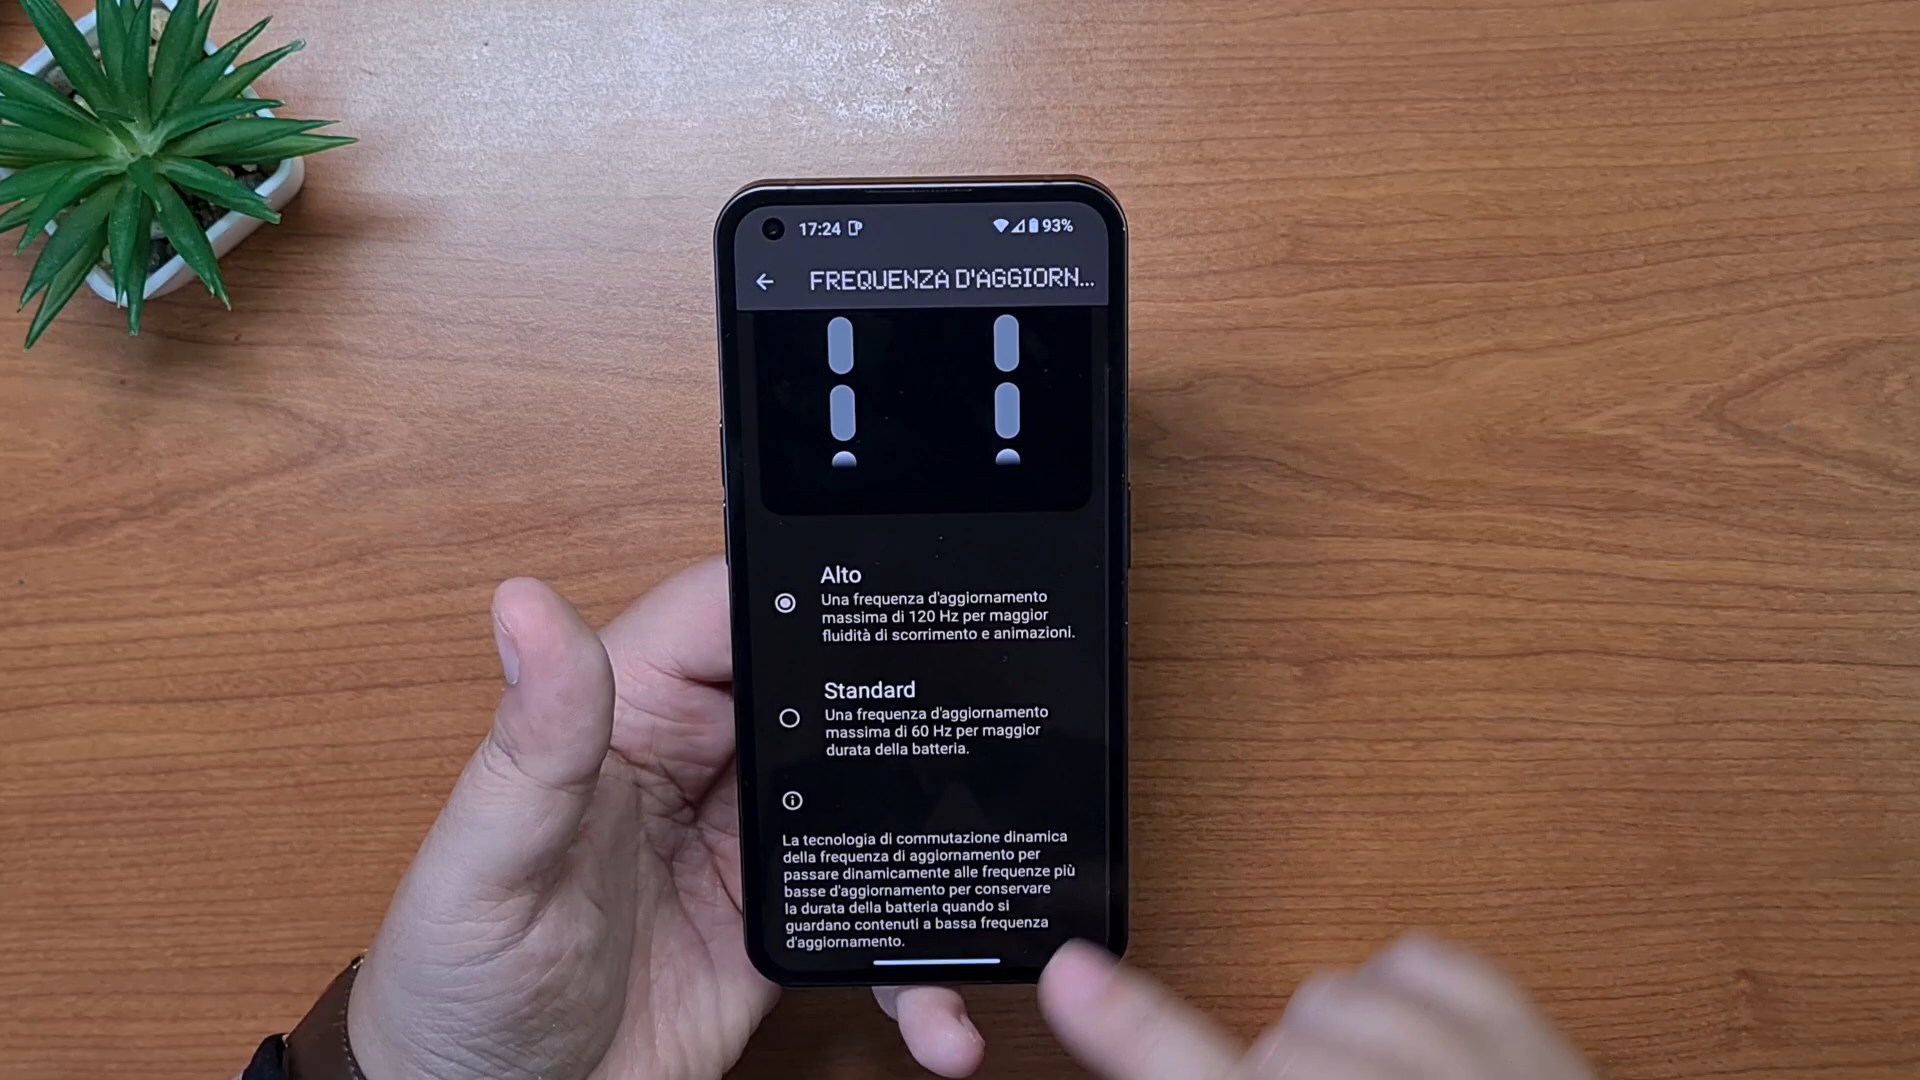 17:24 93%
FREQUENZA D'AGGIORN...
Alto
Una frequenza d'aggiornamento
massima di 120 Hz per maggior
fluidità di scorrimento e animazioni.
Standard
Una frequenza d'aggiornamento
massima di 60 Hz per maggior
durata della batteria.
La tecnologia di commutazione dinamica
della frequenza di aggiornamento per
passare dinamicamente alle frequenze più
basse d'aggiornamento per conservare
la durata della batteria quando si
guardano contenuti a bassa frequenza
d'aggiornamento.